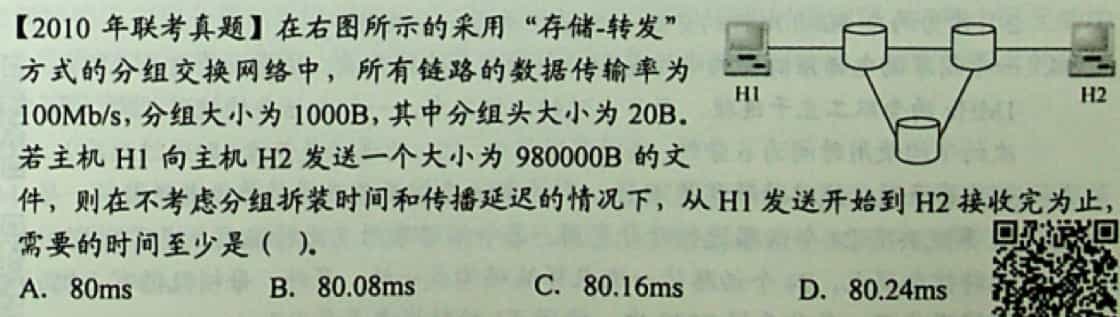 【2010 年联考真题】在右图所示的采用“存储-转发”
方式的分组交换网络中，所有链路的数据传输率为
100Mb/s，分组大小为 1000B，其中分组头大小为 20B。
若主机 H1 向主机 H2 发送一个大小为 980000B 的文
件，则在不考虑分组拆装时间和传播延迟的情况下，从 H1 发送开始到 H2 接收完为止，
需要的时间至少是（ ）。
A. 80ms B. 80.08ms C. 80.16ms D. 80.24ms
H1
H2